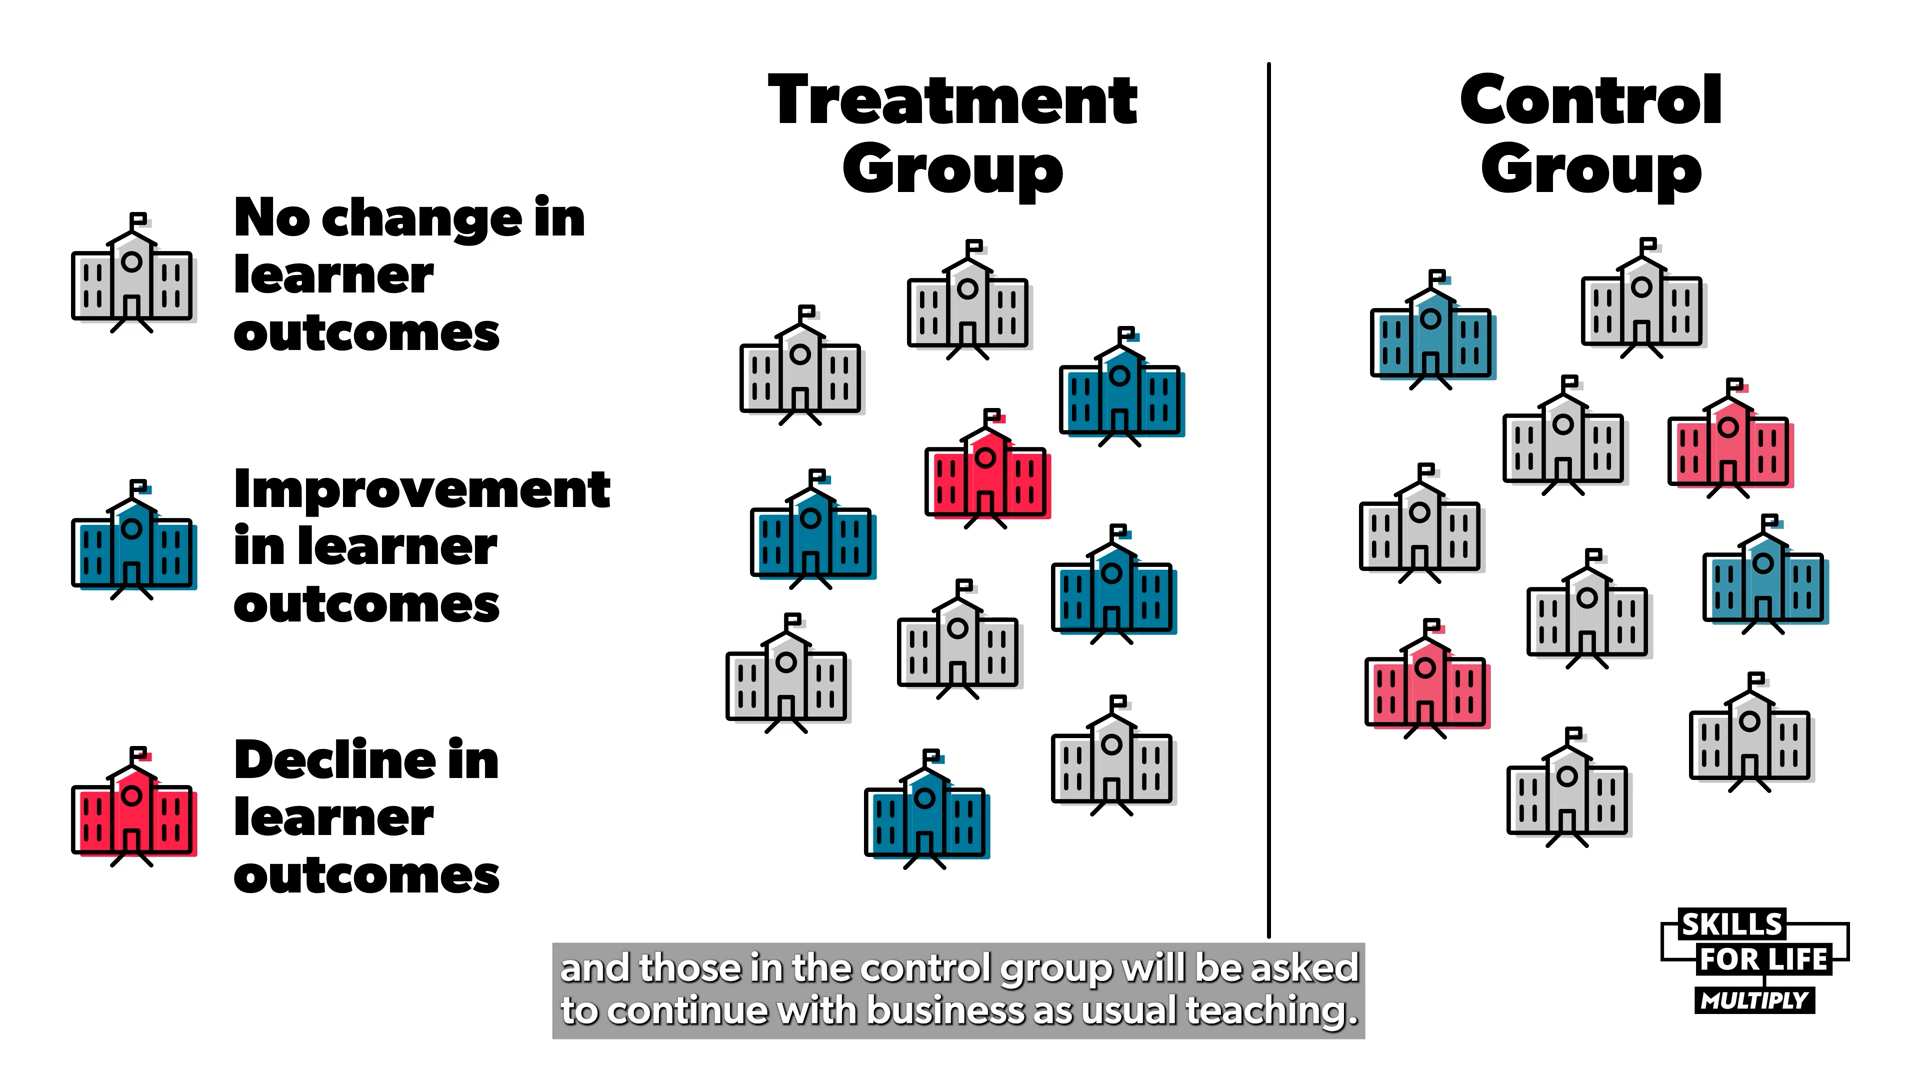 Treatment
Group
Control
Group
No change in
learner
outcomes
Improvement
in learner
outcomes
Decline in
learner
outcomes
and those in the control group will be asked
to continue with business as usual teaching.
SKILLS
FOR LIFE
MULTIPLY